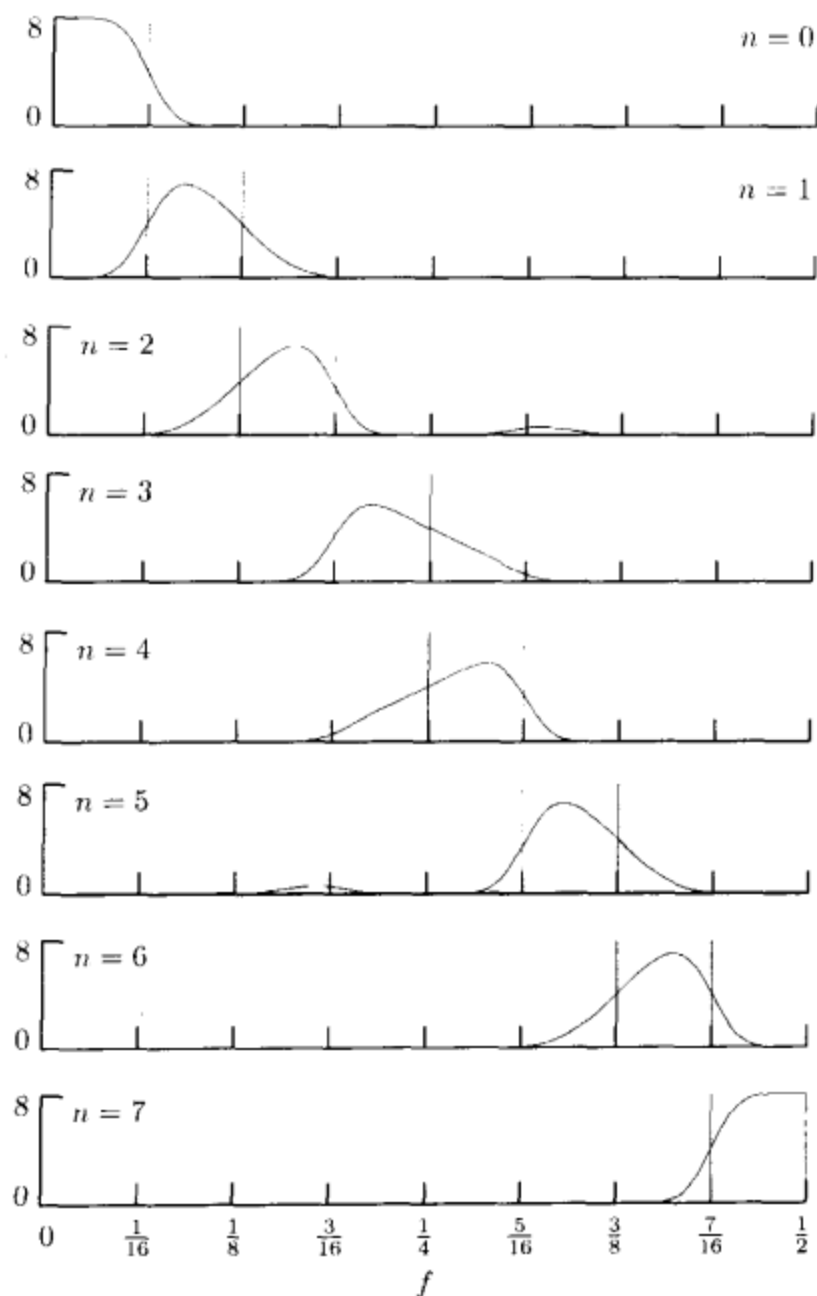 8
n = 0
0
8
n = 1
0
8
n = 2
0
8
n = 3
0
8
n = 4
0
8
n = 5
0
8
n = 6
0
8
n = 7
0
0 1/16 1/8 3/16 1/4 5/16 3/8 7/16 1/2
f